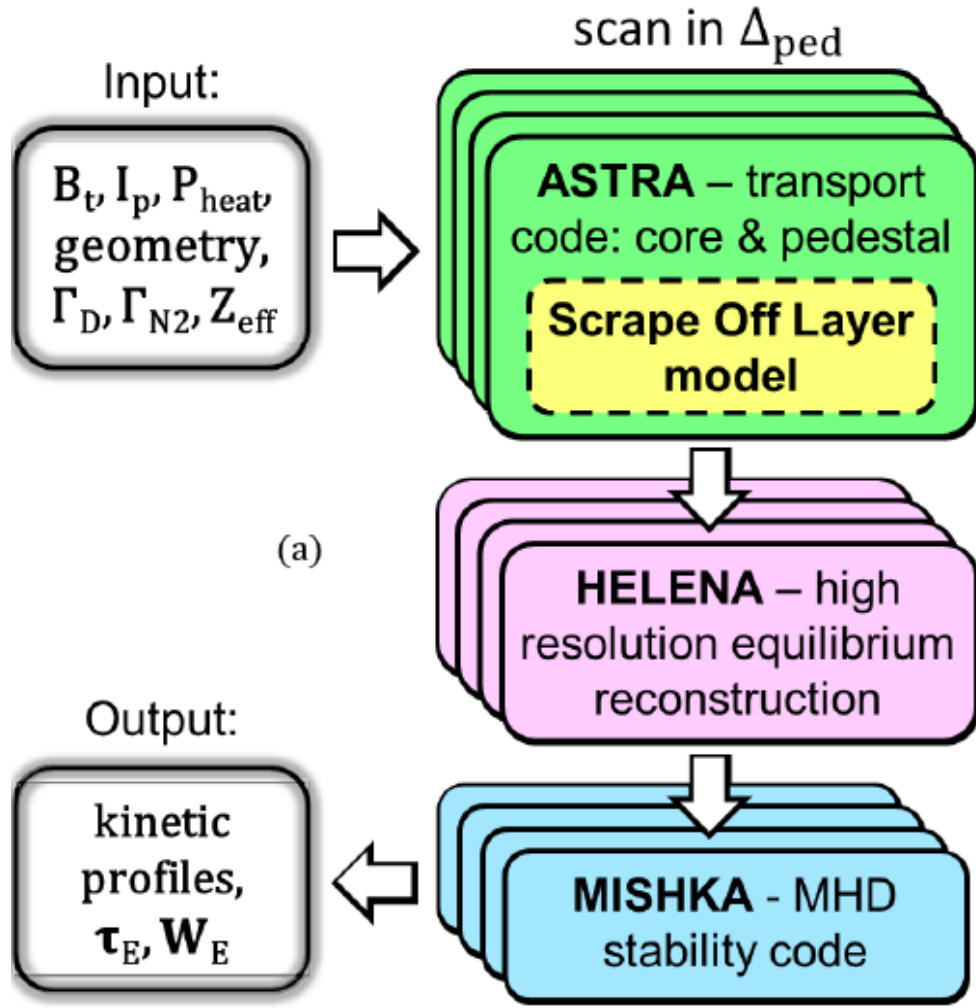 scan in Δped
Input:
Bt, Ip, Pheat,
geometry,
ΓD, ΓN2, Zeff
ASTRA – transport
code: core & pedestal
Scrape Off Layer
model
(a)
HELENA – high
resolution equilibrium
reconstruction
Output:
kinetic
profiles,
τE, WE
MISHKA - MHD
stability code